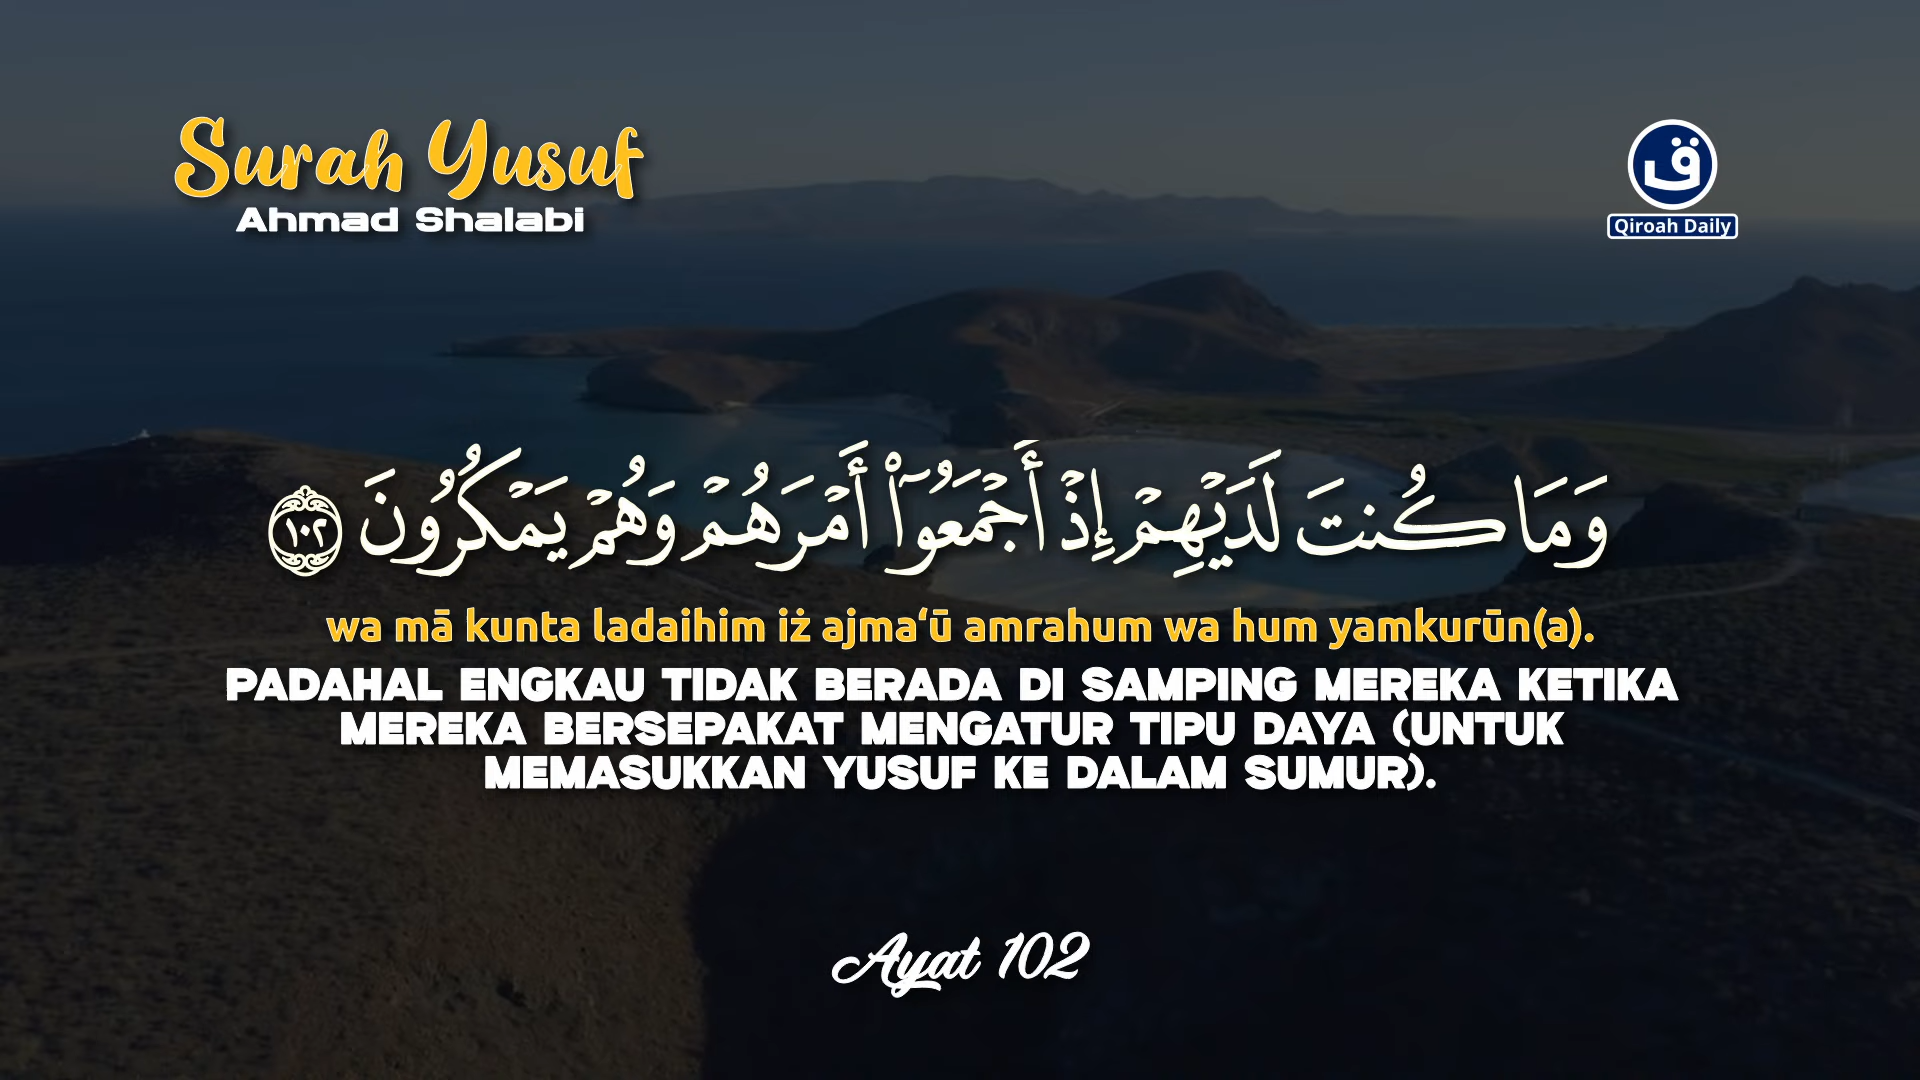 Surah Yusuf
Ahmad Shalabi
ق
Qiroah Daily
وَمَا كُنتَ لَدَيْهِمْ إِذْ أَجْمَعُوٓا۟ أَمْرَهُمْ وَهُمْ يَمْكُرُونَ ١٠٢
wa mā kunta ladaihim iż ajma‘ū amrahum wa hum yamkurūn(a).
PADAHAL ENGKAU TIDAK BERADA DI SAMPING MEREKA KETIKA
MEREKA BERSEPAKAT MENGATUR TIPU DAYA (UNTUK
MEMASUKKAN YUSUF KE DALAM SUMUR).
Ayat 102